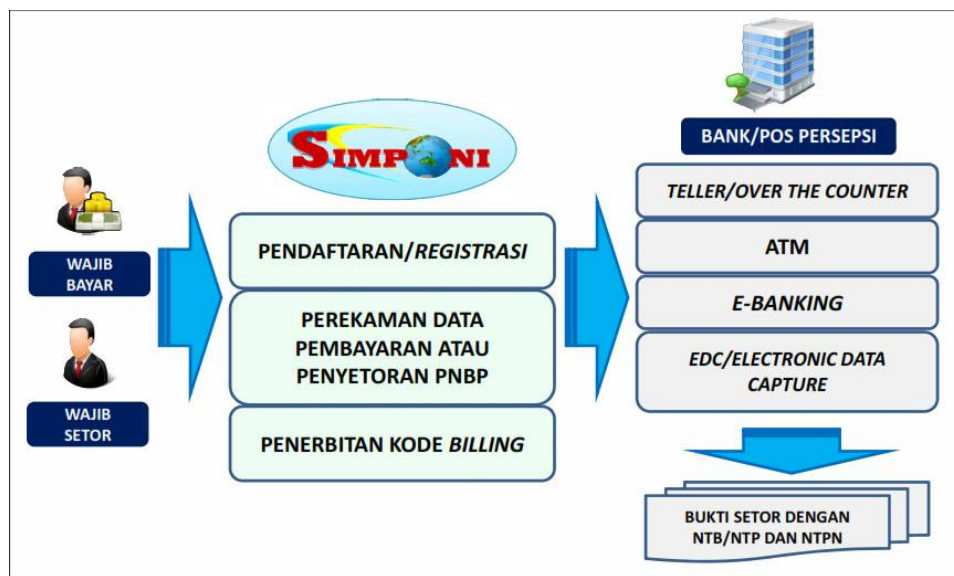 WAJIB
BAYAR
WAJIB
SETOR
SIMPONI
PENDAFTARAN/REGISTRASI
PEREKAMAN DATA
PEMBAYARAN ATAU
PENYETORAN PNBP
PENERBITAN KODE BILLING
BANK/POS PERSEPSI
TELLER/OVER THE COUNTER
ATM
E-BANKING
EDC/ELECTRONIC DATA
CAPTURE
BUKTI SETOR DENGAN
NTB/NTP DAN NTPN